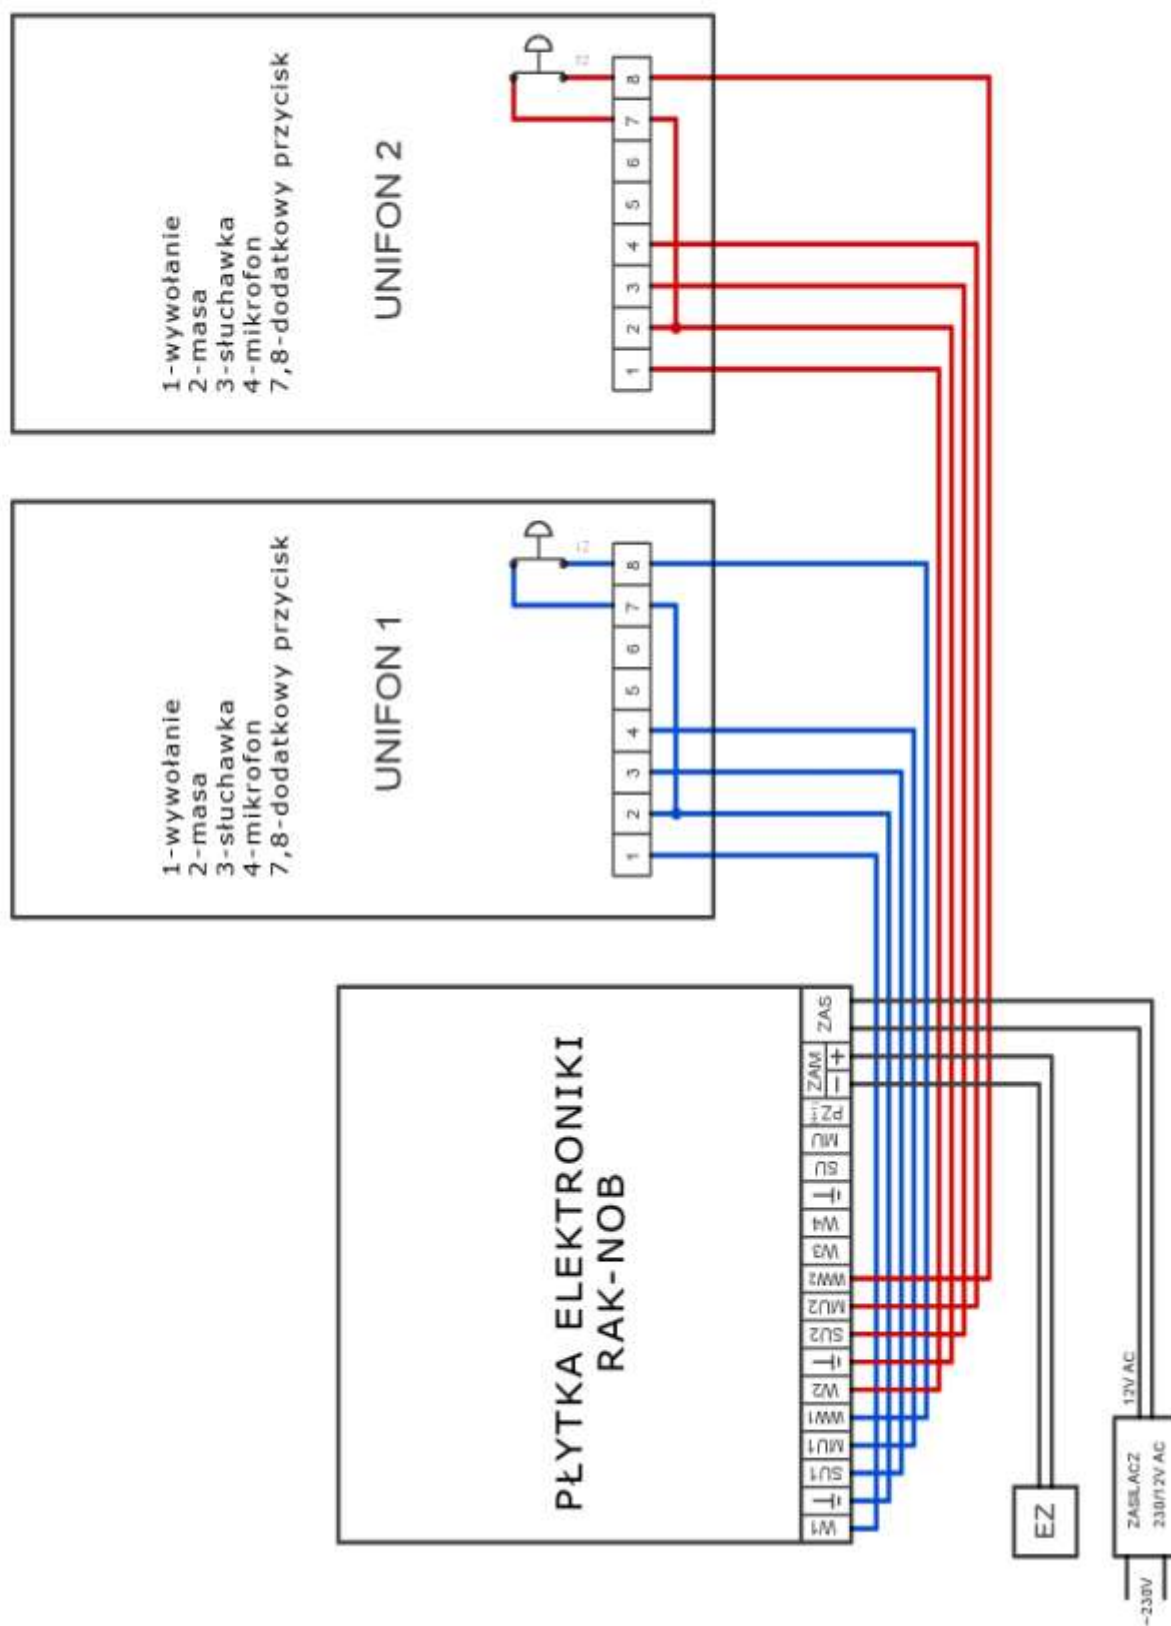 UNIFON 1
1-wywołanie
2-masa
3-słuchawka
4-mikrofon
7,8-dodatkowy przycisk
1 2 3 4 5 6 7 8
UNIFON 2
1-wywołanie
2-masa
3-słuchawka
4-mikrofon
7,8-dodatkowy przycisk
1 2 3 4 5 6 7 8
PŁYTKA ELEKTRONIKI
RAK-NOB
W1 SU1 MU1 WW1 W2 SU2 MU2 WW2 W3 W4 SU MU PZ ZAM - + ZAS
EZ
12V AC
ZASILACZ
230/12V AC
~230V